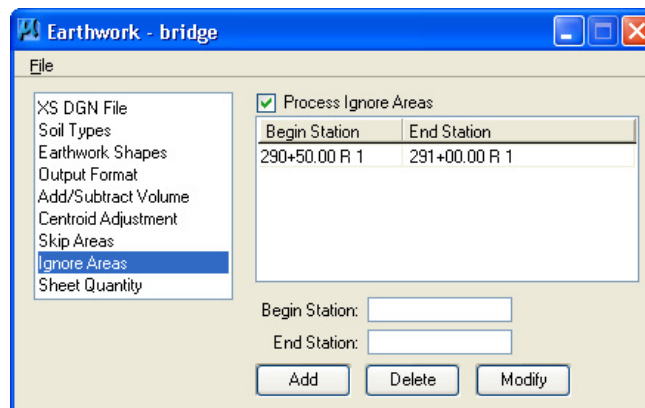 Earthwork - bridge
File
XS DGN File
Soil Types
Earthwork Shapes
Output Format
Add/Subtract Volume
Centroid Adjustment
Skip Areas
Ignore Areas
Sheet Quantity
Process Ignore Areas
Begin Station End Station
290+50.00 R 1 291+00.00 R 1
Begin Station:
End Station:
Add Delete Modify